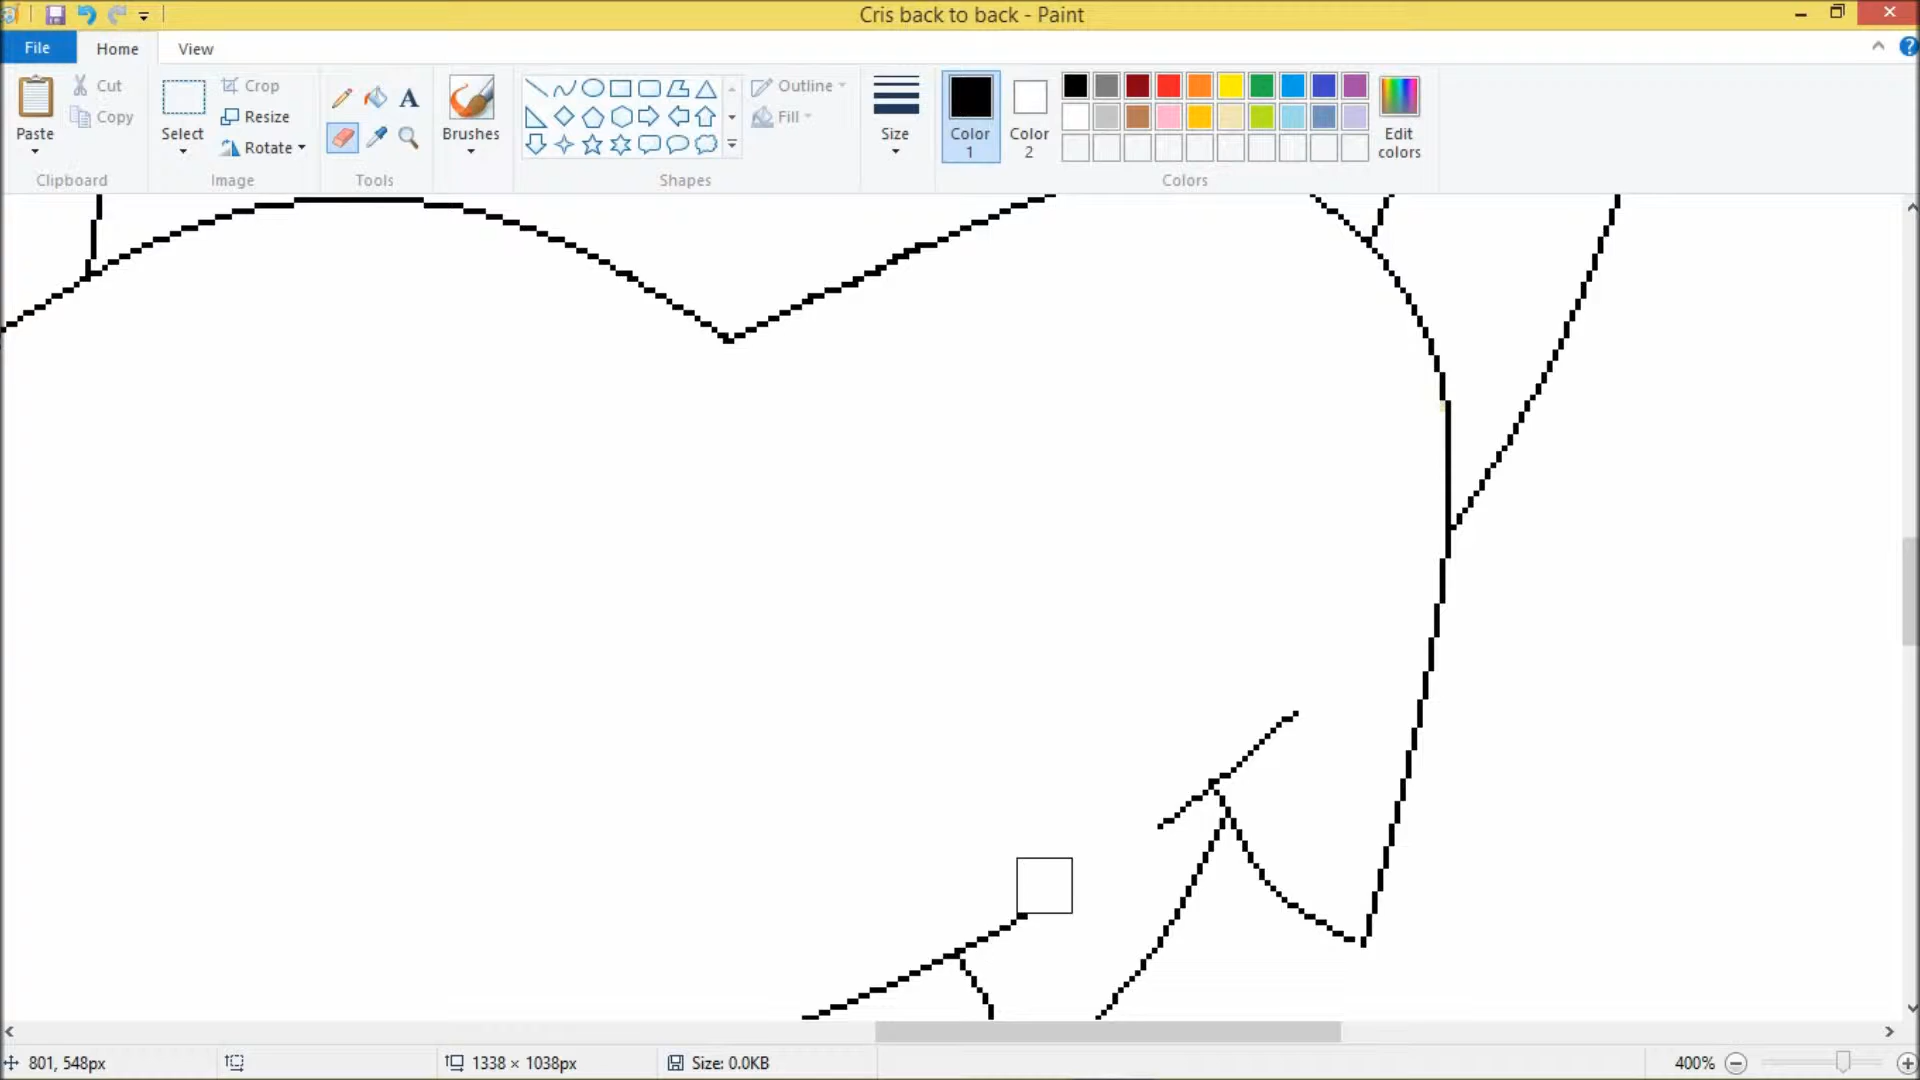 Cris back to back - Paint
File Home View
Paste Cut Copy Select Crop Resize Rotate A Brushes Outline Fill Size Color 1 Color 2 Edit colors
Clipboard Image Tools Shapes Colors
801, 548px 1338 × 1038px Size: 0.0KB 400%